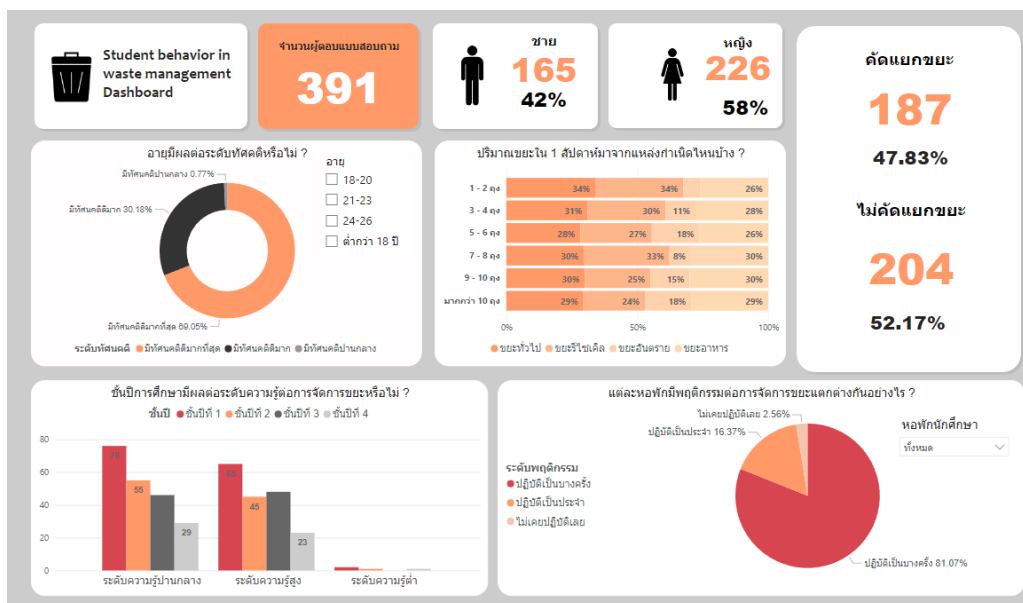 Student behavior in
waste management
Dashboard
จำนวนผู้ตอบแบบสอบถาม
391
ชาย
165
42%
หญิง
226
58%
คัดแยกขยะ
187
47.83%
ไม่คัดแยกขยะ
204
52.17%
อายุมีผลต่อระดับทัศคติหรือไม่ ?
มีทัศนคติปานกลาง 0.77%
มีทัศนคติดีมาก 30.18%
มีทัศนคติดีมากที่สุด 69.05%
อายุ
18-20
21-23
24-26
ต่ำกว่า 18 ปี
ระดับทัศนคติ มีทัศนคติดีมากที่สุด มีทัศนคติดีมาก มีทัศนคติปานกลาง
ปริมาณขยะใน 1 สัปดาห์มาจากแหล่งกำเนิดไหนบ้าง ?
1 - 2 ถุง 34% 34% 26%
3 - 4 ถุง 31% 30% 11% 28%
5 - 6 ถุง 28% 27% 18% 26%
7 - 8 ถุง 30% 33% 8% 30%
9 - 10 ถุง 30% 25% 15% 30%
มากกว่า 10 ถุง 29% 24% 18% 29%
0% 50% 100%
ขยะทั่วไป ขยะรีไซเคิล ขยะอันตราย ขยะอาหาร
ชั้นปีการศึกษามีผลต่อระดับความรู้ต่อการจัดการขยะหรือไม่ ?
ชั้นปี ชั้นปีที่ 1 ชั้นปีที่ 2 ชั้นปีที่ 3 ชั้นปีที่ 4
80
60
40
20
0
76 55 29
65 45 23
ระดับความรู้ปานกลาง ระดับความรู้สูง ระดับความรู้ต่ำ
แต่ละหอพักมีพฤติกรรมต่อการจัดการขยะแตกต่างกันอย่างไร ?
ไม่เคยปฏิบัติเลย 2.56%
ปฏิบัติเป็นประจำ 16.37%
ปฏิบัติเป็นบางครั้ง 81.07%
ระดับพฤติกรรม
ปฏิบัติเป็นบางครั้ง
ปฏิบัติเป็นประจำ
ไม่เคยปฏิบัติเลย
หอพักนักศึกษา
ทั้งหมด